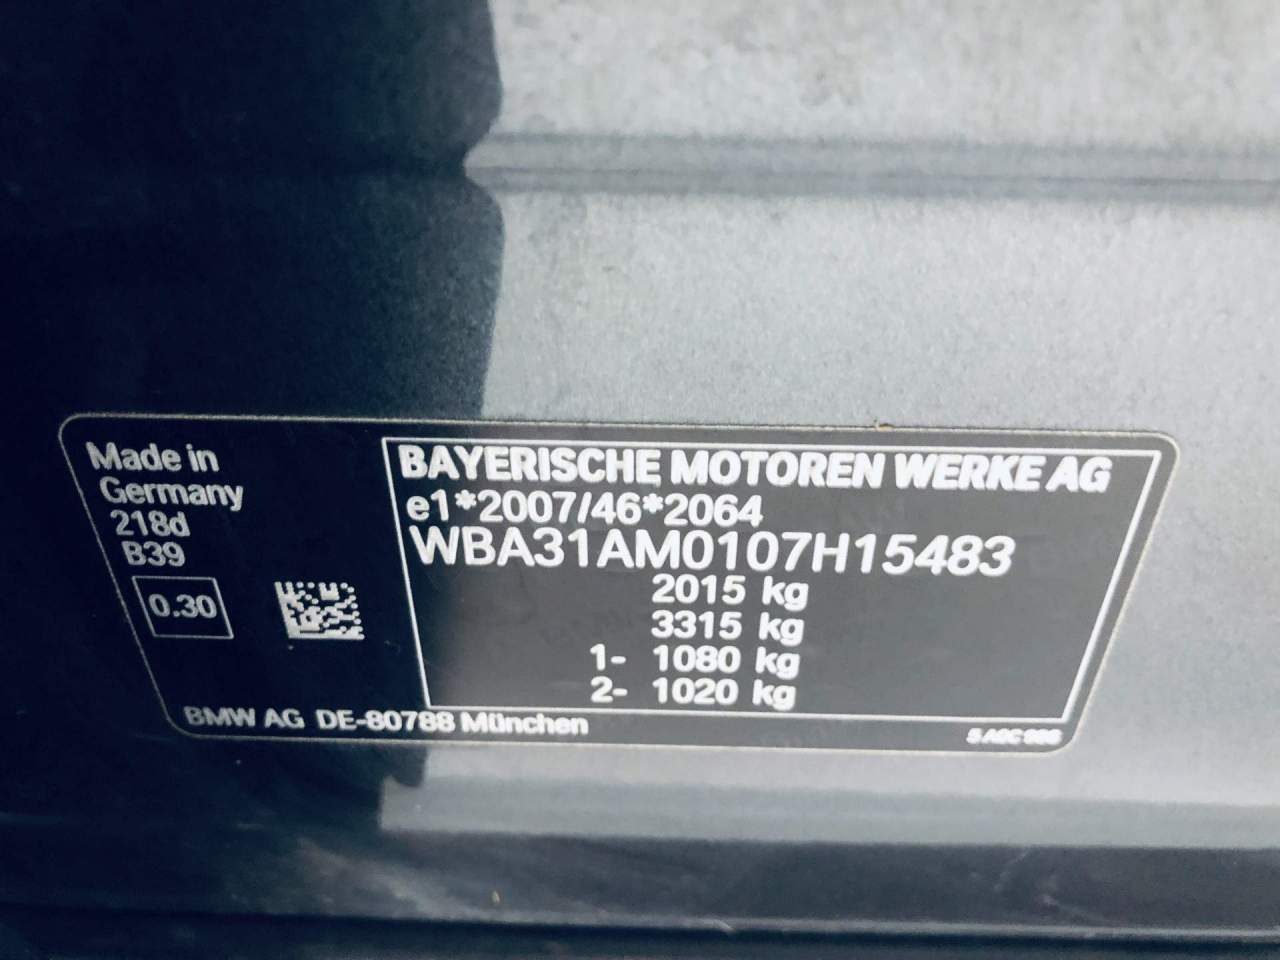 Made in
Germany
218d
B39
0.30
BAYERISCHE MOTOREN WERKE AG
e1*2007/46*2064
WBA31AM0107H15483
2015 kg
3315 kg
1- 1080 kg
2- 1020 kg
BMW AG DE-80788 München